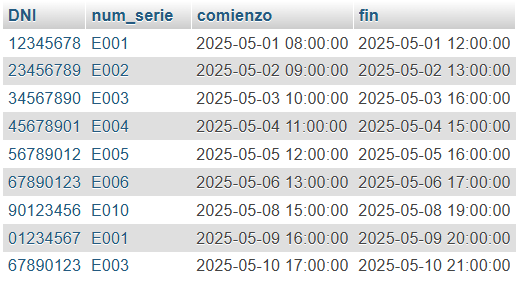 DNI num_serie comienzo fin
12345678 E001 2025-05-01 08:00:00 2025-05-01 12:00:00
23456789 E002 2025-05-02 09:00:00 2025-05-02 13:00:00
34567890 E003 2025-05-03 10:00:00 2025-05-03 16:00:00
45678901 E004 2025-05-04 11:00:00 2025-05-04 15:00:00
56789012 E005 2025-05-05 12:00:00 2025-05-05 16:00:00
67890123 E006 2025-05-06 13:00:00 2025-05-06 17:00:00
90123456 E010 2025-05-08 15:00:00 2025-05-08 19:00:00
01234567 E001 2025-05-09 16:00:00 2025-05-09 20:00:00
67890123 E003 2025-05-10 17:00:00 2025-05-10 21:00:00